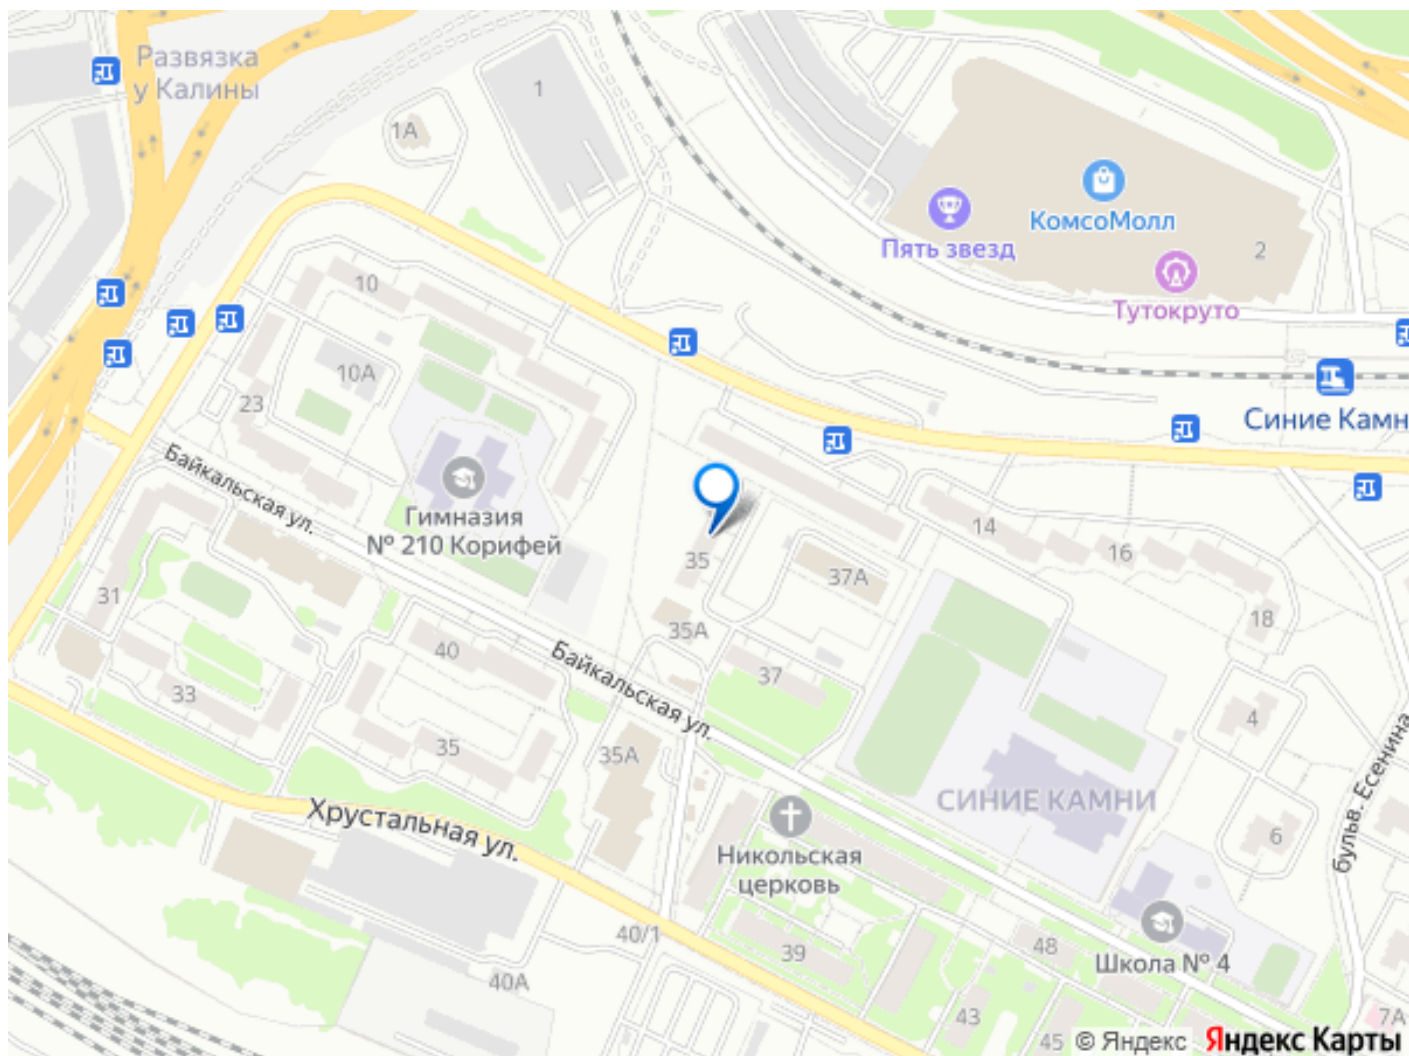 Развязка
у Калины
1
1А
КомсоМолл
Пять звезд
2
Тутокруто
10
10А
23
Синие Камн
Байкальская ул.
Гимназия
№ 210 Корифей
14
16
35
37А
31
18
35А
40
Байкальская ул.
37
33
4
35
35А
бульв. Есенина
СИНИЕ КАМНИ
Хрустальная ул.
6
Никольская
церковь
40/1
39
48
Школа № 4
40А
43
7А
45
© Яндекс
Яндекс Карты